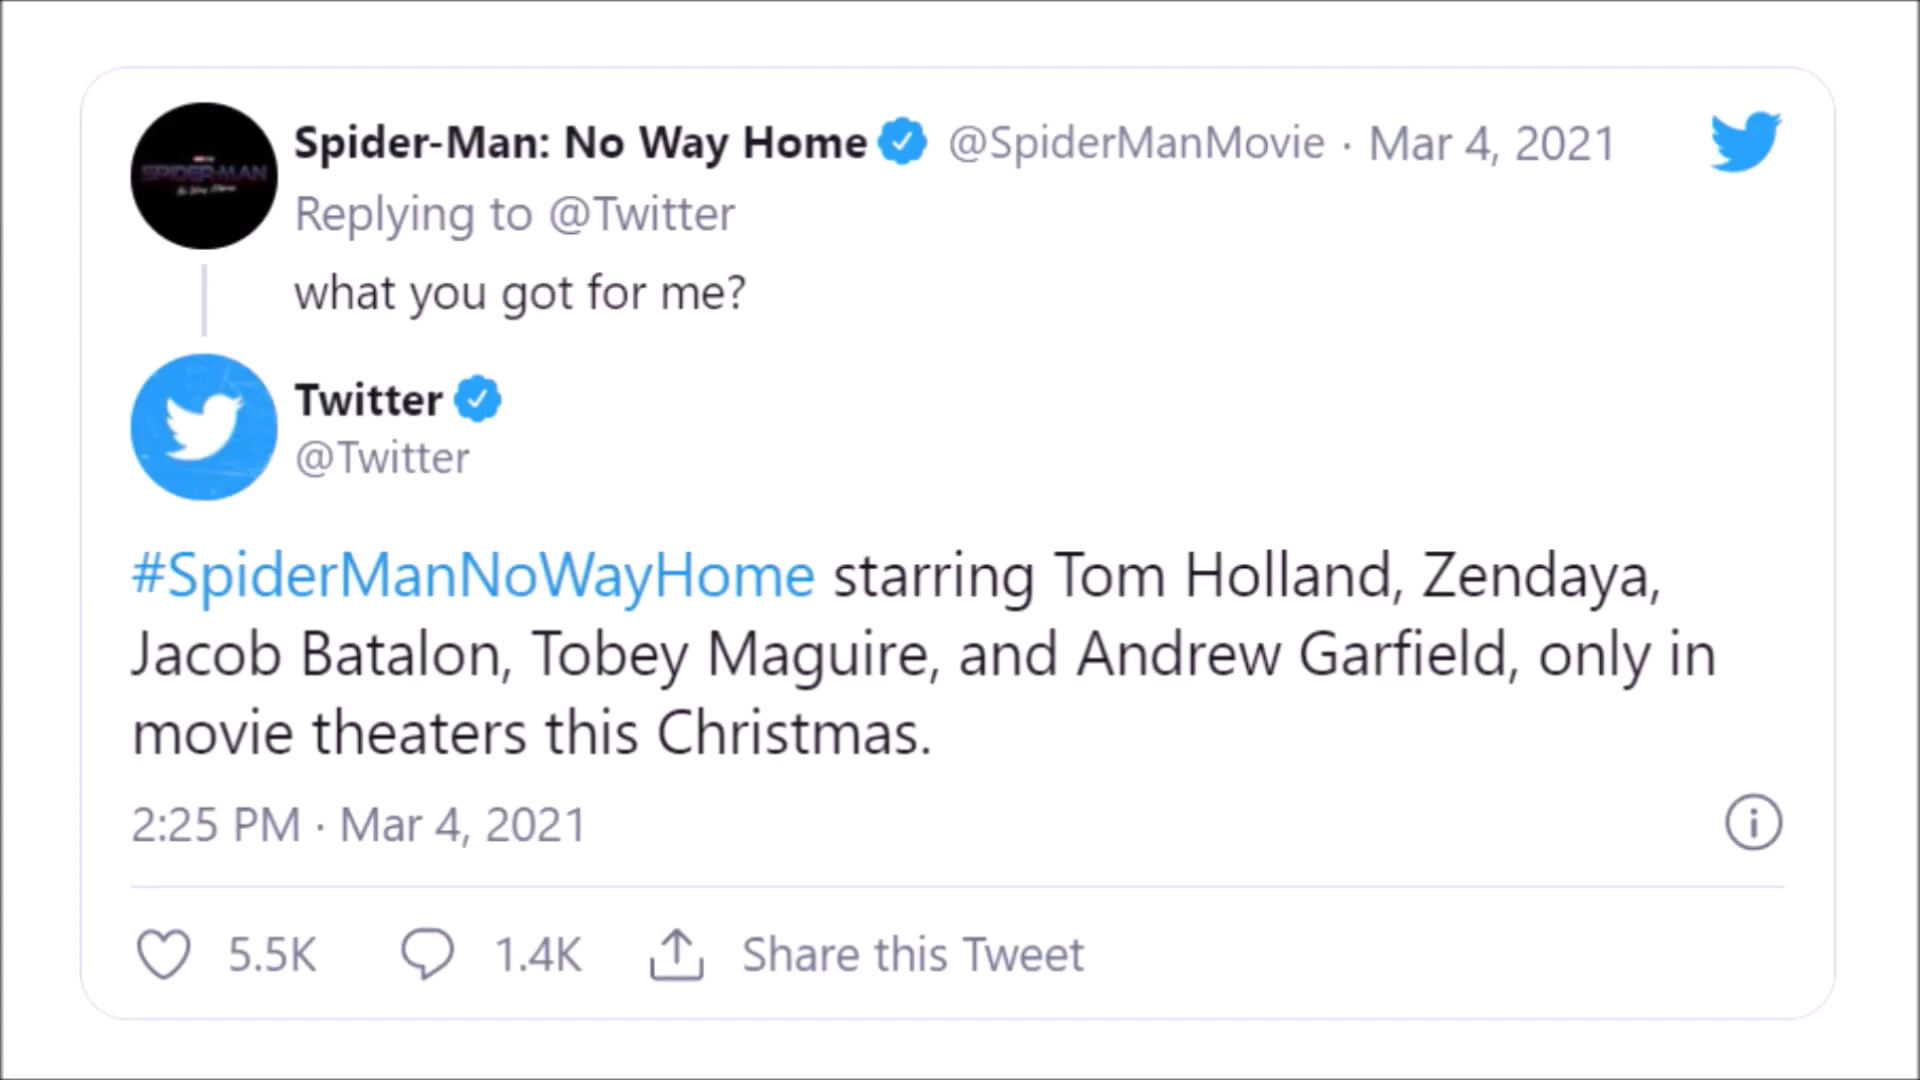 Spider-Man: No Way Home @SpiderManMovie · Mar 4, 2021
SPIDER-MAN
Replying to @Twitter
what you got for me?
Twitter
@Twitter
#SpiderManNoWayHome starring Tom Holland, Zendaya,
Jacob Batalon, Tobey Maguire, and Andrew Garfield, only in
movie theaters this Christmas.
2:25 PM · Mar 4, 2021
5.5K 1.4K Share this Tweet